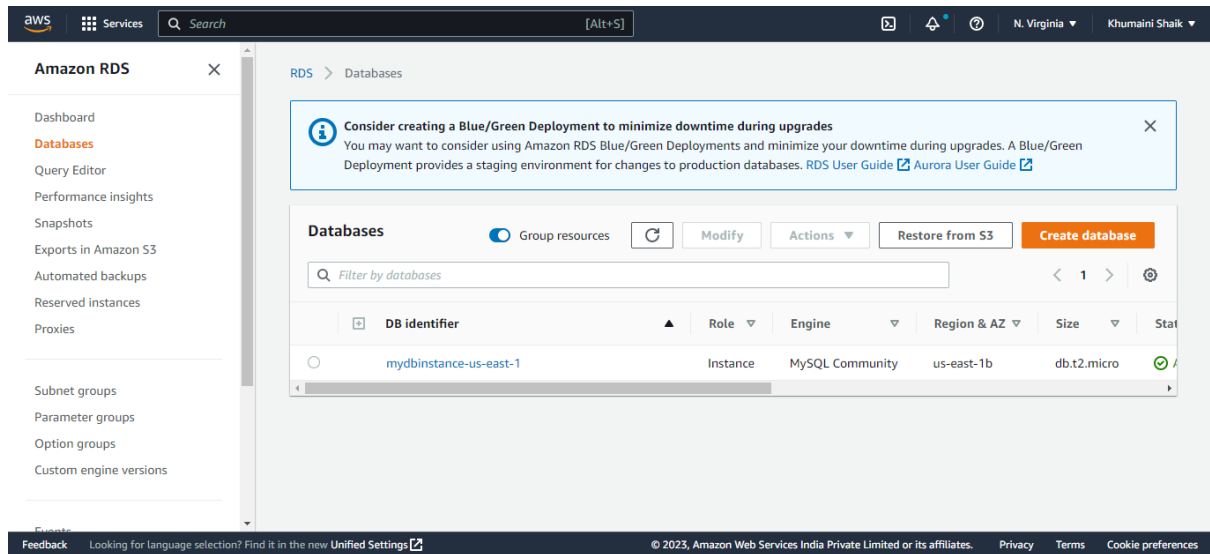 aws Services Search [Alt+S] N. Virginia Khumaini Shaik
Amazon RDS
Dashboard
Databases
Query Editor
Performance insights
Snapshots
Exports in Amazon S3
Automated backups
Reserved instances
Proxies
Subnet groups
Parameter groups
Option groups
Custom engine versions
Events
RDS > Databases
Consider creating a Blue/Green Deployment to minimize downtime during upgrades
You may want to consider using Amazon RDS Blue/Green Deployments and minimize your downtime during upgrades. A Blue/Green
Deployment provides a staging environment for changes to production databases. RDS User Guide Aurora User Guide
Databases Group resources Modify Actions Restore from S3 Create database
Filter by databases < 1 >
DB identifier Role Engine Region & AZ Size Stat
mydbinstance-us-east-1 Instance MySQL Community us-east-1b db.t2.micro
Feedback Looking for language selection? Find it in the new Unified Settings © 2023, Amazon Web Services India Private Limited or its affiliates. Privacy Terms Cookie preferences